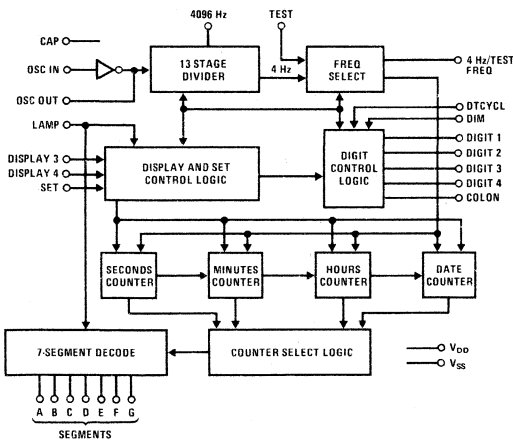 4096 Hz
TEST
CAP
OSC IN
13 STAGE
DIVIDER
4 Hz
FREQ
SELECT
4 Hz/TEST
FREQ
OSC OUT
DTCYCL
DIM
LAMP
DIGIT 1
DISPLAY 3
DISPLAY AND SET
CONTROL LOGIC
DIGIT
CONTROL
LOGIC
DIGIT 2
DISPLAY 4
DIGIT 3
SET
DIGIT 4
COLON
SECONDS
COUNTER
MINUTES
COUNTER
HOURS
COUNTER
DATE
COUNTER
7-SEGMENT DECODE
COUNTER SELECT LOGIC
VDD
VSS
A B C D E F G
SEGMENTS